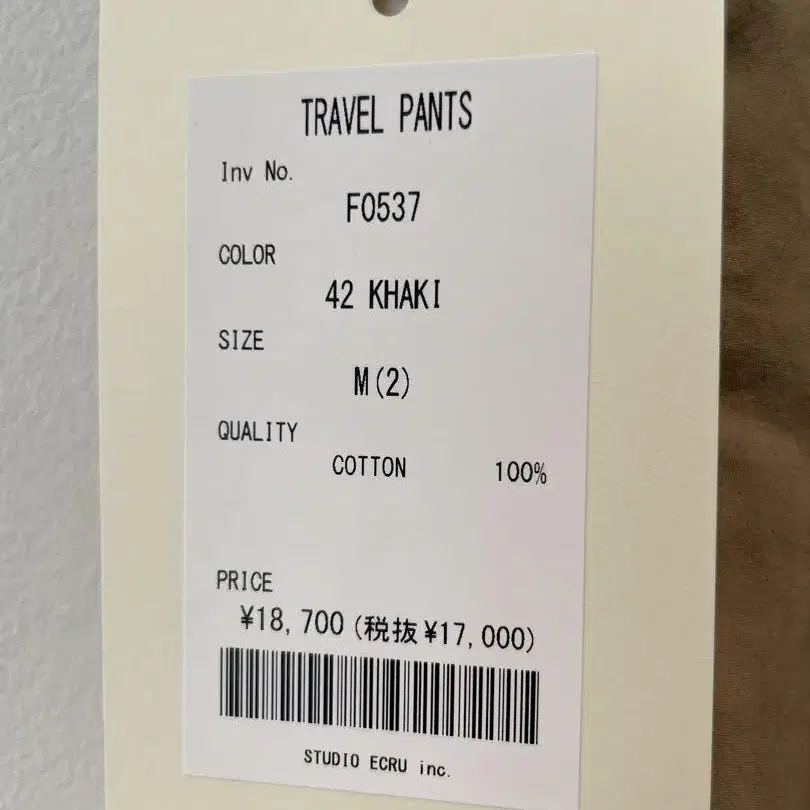 TRAVEL PANTS
Inv No.
F0537
COLOR
42 KHAKI
SIZE
M(2)
QUALITY
COTTON 100%
PRICE
¥18,700(税抜¥17,000)
STUDIO ECRU inc.